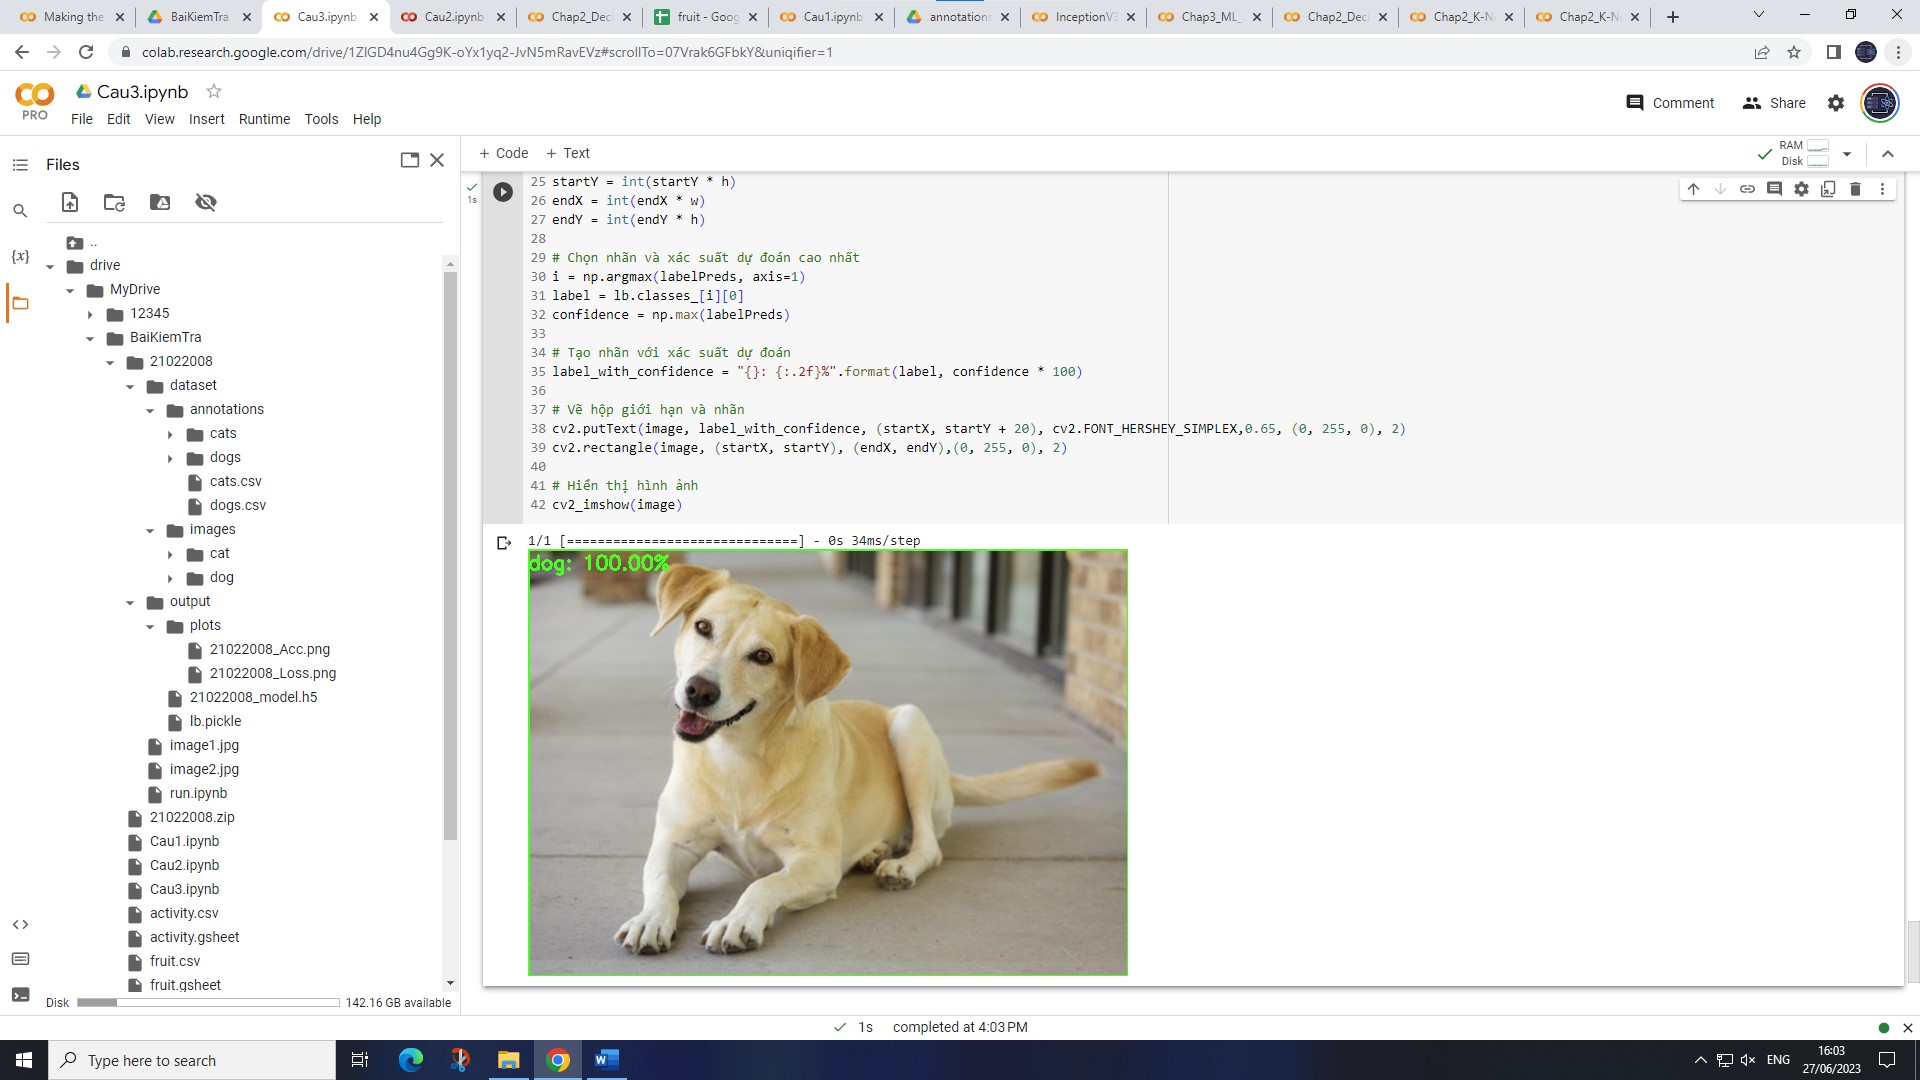 Making the
BaiKiemTra
Cau3.ipynb
Cau2.ipynb
Chap2_Deci
fruit - Goog
Cau1.ipynb
annotations
InceptionV3
Chap3_ML_
Chap2_Deci
Chap2_K-N
Chap2_K-N
colab.research.google.com/drive/1ZlGD4nu4Gg9K-oYx1yq2-JvN5mRavEVz#scrollTo=07Vrak6GFbkY&uniqifier=1
PRO
Cau3.ipynb
File Edit View Insert Runtime Tools Help
Comment
Share
Files
+ Code + Text
RAM
Disk
..
drive
MyDrive
12345
BaiKiemTra
21022008
dataset
annotations
cats
dogs
cats.csv
dogs.csv
images
cat
dog
output
plots
21022008_Acc.png
21022008_Loss.png
21022008_model.h5
lb.pickle
image1.jpg
image2.jpg
run.ipynb
21022008.zip
Cau1.ipynb
Cau2.ipynb
Cau3.ipynb
activity.csv
activity.gsheet
fruit.csv
fruit.gsheet
Disk 142.16 GB available
1s
25 startY = int(startY * h)
26 endX = int(endX * w)
27 endY = int(endY * h)
28
29 # Chọn nhãn và xác suất dự đoán cao nhất
30 i = np.argmax(labelPreds, axis=1)
31 label = lb.classes_[i][0]
32 confidence = np.max(labelPreds)
33
34 # Tạo nhãn với xác suất dự đoán
35 label_with_confidence = "{}: {:.2f}%".format(label, confidence * 100)
36
37 # Vẽ hộp giới hạn và nhãn
38 cv2.putText(image, label_with_confidence, (startX, startY + 20), cv2.FONT_HERSHEY_SIMPLEX,0.65, (0, 255, 0), 2)
39 cv2.rectangle(image, (startX, startY), (endX, endY),(0, 255, 0), 2)
40
41 # Hiển thị hình ảnh
42 cv2_imshow(image)
1/1 [==============================] - 0s 34ms/step
dog: 100.00%
1s completed at 4:03 PM
Type here to search
ENG
16:03
27/06/2023